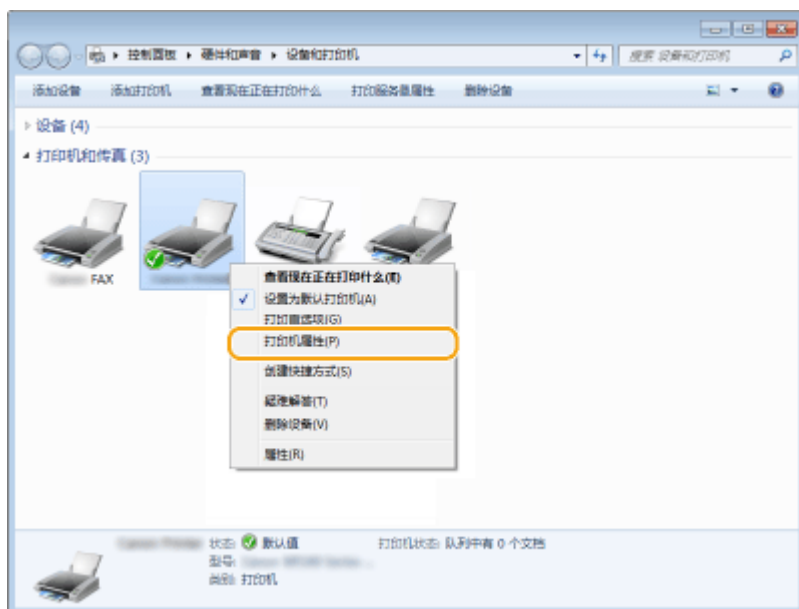 控制面板 ▸ 硬件和声音 ▸ 设备和打印机
搜索 设备和打印机
添加设备 添加打印机 查看现在正在打印什么 打印服务器属性 删除设备
设备 (4)
打印机和传真 (3)
FAX
查看现在正在打印什么(E)
设置为默认打印机(A)
打印首选项(G)
打印机属性(P)
创建快捷方式(S)
疑难解答(T)
删除设备(V)
属性(R)
状态: 默认值 打印机状态: 队列中有 0 个文档
型号:
类别: 打印机